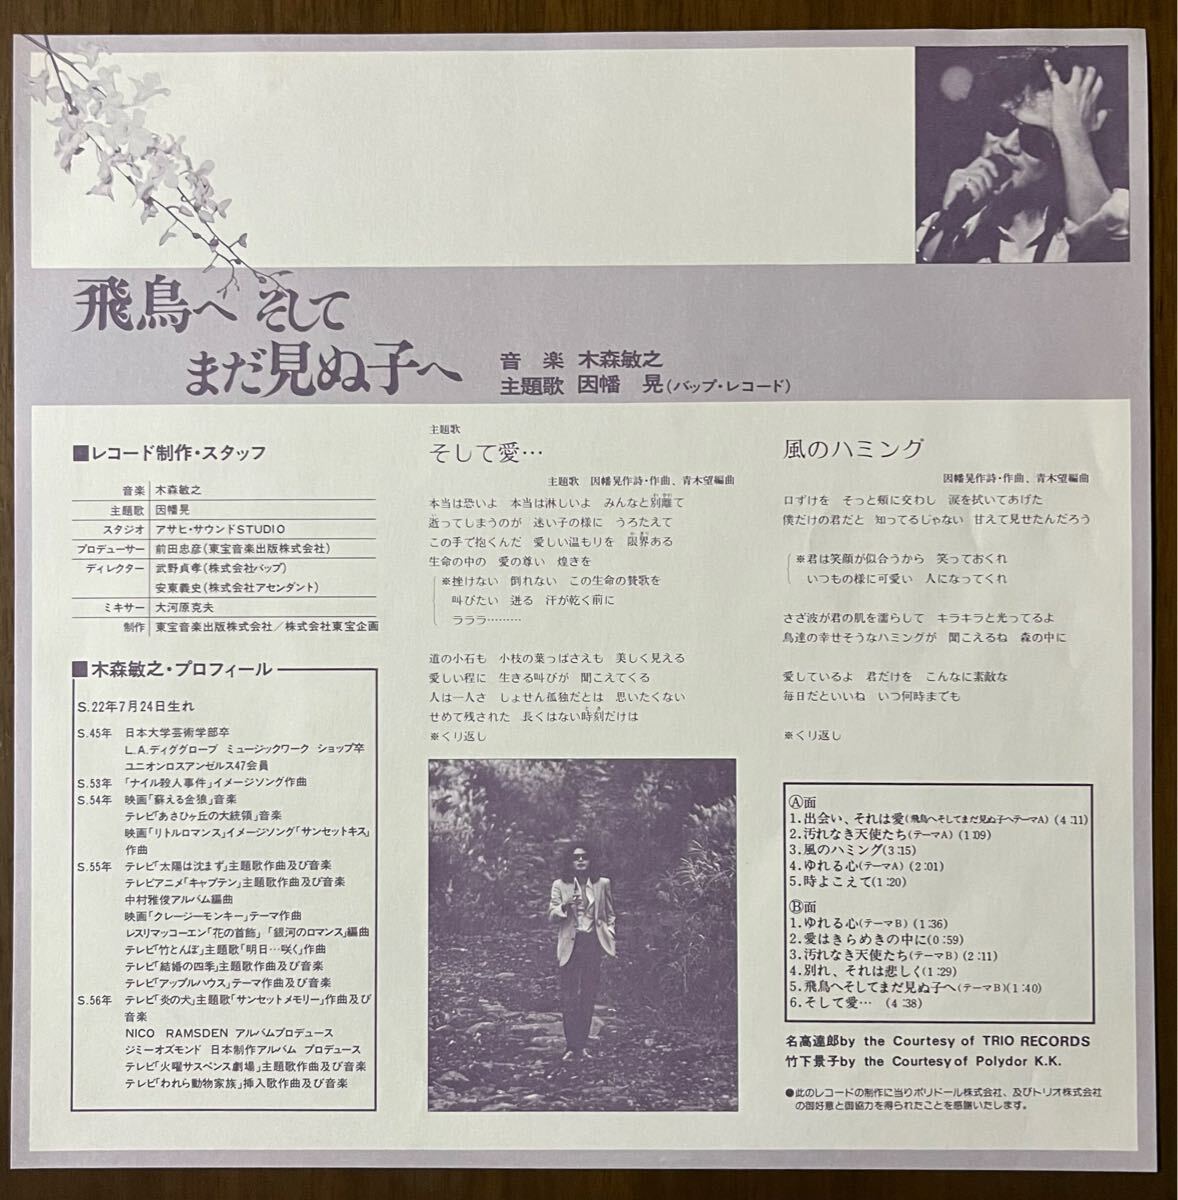 飛鳥へ そして
まだ見ぬ子へ
音 楽 木森敏之
主題歌 因幡 晃(バップ・レコード)
■レコード制作・スタッフ
音楽 木森敏之
主題歌 因幡晃
スタジオ アサヒ・サウンドSTUDIO
プロデューサー 前田忠彦(東宝音楽出版株式会社)
ディレクター 武野貞孝(株式会社バップ)
安東義史(株式会社アセンダント)
ミキサー 大河原克夫
制作 東宝音楽出版株式会社/株式会社東宝企画
■木森敏之・プロフィール
S.22年7月24日生れ
S.45年 日本大学芸術学部卒
L.A.ディググローブ ミュージックワーク ショップ卒
ユニオンロスアンゼルス47会員
S.53年 「ナイル殺人事件」イメージソング作曲
S.54年 映画「蘇える金狼」音楽
テレビ「あさひヶ丘の大統領」音楽
映画「リトルロマンス」イメージソング「サンセットキス」
作曲
S.55年 テレビ「太陽は沈まず」主題歌作曲及び音楽
テレビアニメ「キャプテン」主題歌作曲及び音楽
中村雅俊アルバム編曲
映画「クレージーモンキー」テーマ作曲
レスリマッコーエン「花の首飾」「銀河のロマンス」編曲
テレビ「竹とんぼ」主題歌「明日…咲く」作曲
テレビ「結婚の四季」主題歌作曲及び音楽
テレビ「アップルハウス」テーマ作曲及び音楽
S.56年 テレビ「炎の犬」主題歌「サンセットメモリー」作曲及び
音楽
NICO RAMSDEN アルバムプロデュース
ジミーオズモンド 日本制作アルバム プロデュース
テレビ「火曜サスペンス劇場」主題歌作曲及び音楽
テレビ「われら動物家族」挿入歌作曲及び音楽
主題歌
そして愛…
主題歌 因幡晃作詩・作曲、青木望編曲
本当は恐いよ 本当は淋しいよ みんなと別離て
逝ってしまうのが 迷い子の様に うろたえて
この手で抱くんだ 愛しい温もりを 限界ある
生命の中の 愛の尊い 煌きを
※挫けない 倒れない この生命の賛歌を
叫びたい 迸る 汗が乾く前に
ラララ………
道の小石も 小枝の葉っぱさえも 美しく見える
愛しい程に 生きる叫びが 聞こえてくる
人は一人さ しょせん孤独だとは 思いたくない
せめて残された 長くはない時刻だけは
※くり返し
風のハミング
因幡晃作詩・作曲、青木望編曲
口ずけを そっと頬に交わし 涙を拭いてあげた
僕だけの君だと 知ってるじゃない 甘えて見せたんだろう
※君は笑顔が似合うから 笑っておくれ
いつもの様に可愛い 人になってくれ
さざ波が君の肌を濡らして キラキラと光ってるよ
鳥達の幸せそうなハミングが 聞こえるね 森の中に
愛しているよ 君だけを こんなに素敵な
毎日だといいね いつ何時までも
※くり返し
Ⓐ面
1.出会い、それは愛(飛鳥へそしてまだ見ぬ子へテーマA) (4:11)
2.汚れなき天使たち(テーマA) (1:09)
3.風のハミング(3:15)
4.ゆれる心(テーマA) (2:01)
5.時よこえて(1:20)
Ⓑ面
1.ゆれる心(テーマB) (1:36)
2.愛はきらめきの中に(0:59)
3.汚れなき天使たち(テーマB) (2:11)
4.別れ、それは悲しく(1:29)
5.飛鳥へそしてまだ見ぬ子へ(テーマB)(1:40)
6.そして愛… (4:38)
名高達郎by the Courtesy of TRIO RECORDS
竹下景子by the Courtesy of Polydor K.K.
●此のレコードの制作に当りポリドール株式会社、及びトリオ株式会社
の御好意と御協力を得られたことを感謝いたします。